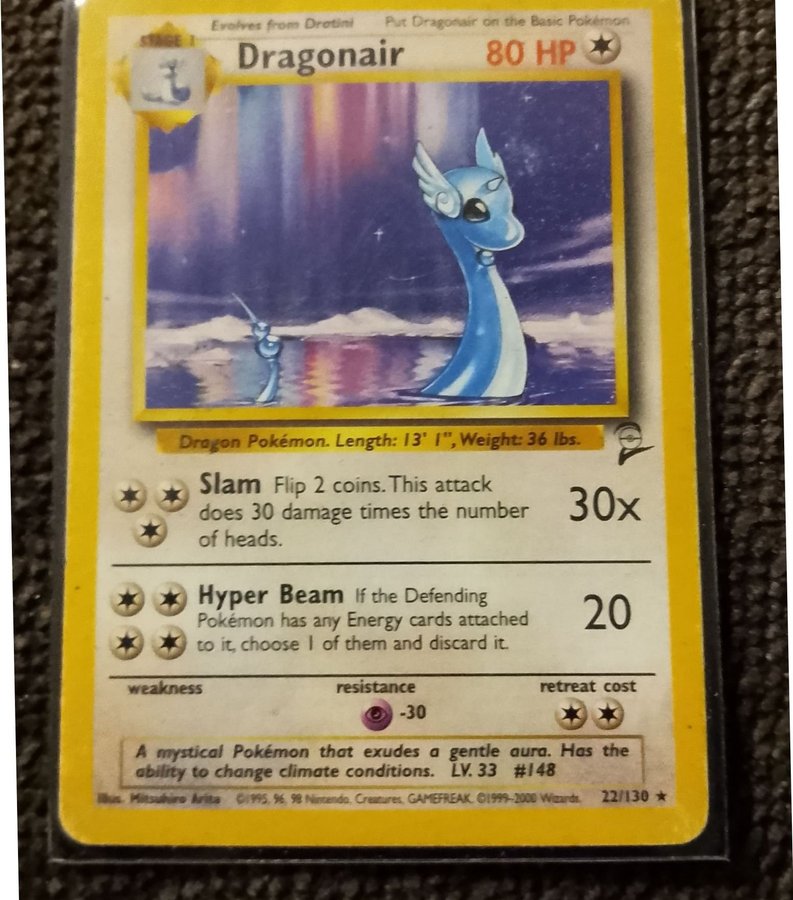 Evolves from Dratini Put Dragonair on the Basic Pokémon
STAGE 1
Dragonair 80 HP
Dragon Pokémon. Length: 13' 1", Weight: 36 lbs.
Slam Flip 2 coins. This attack
does 30 damage times the number
of heads.
30x
Hyper Beam If the Defending
Pokémon has any Energy cards attached
to it, choose 1 of them and discard it.
20
weakness resistance retreat cost
-30
A mystical Pokémon that exudes a gentle aura. Has the
ability to change climate conditions. LV. 33 #148
Illus. Mitsuhiro Arita ©1995, 96, 98 Nintendo, Creatures, GAMEFREAK. ©1999-2000 Wizards. 22/130 ★